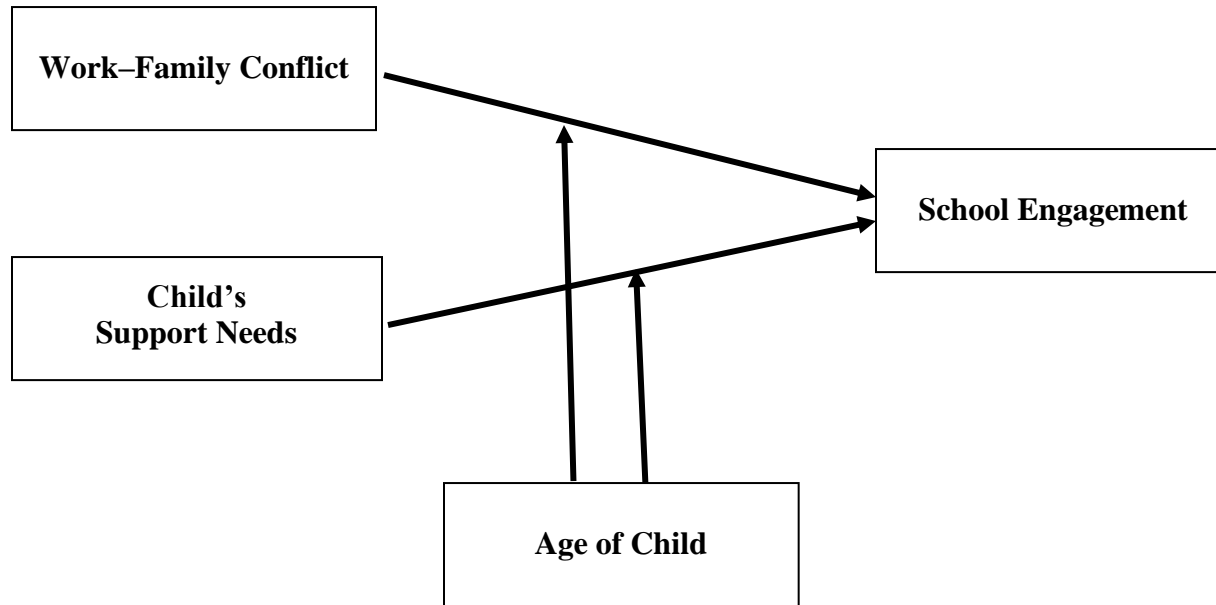 Work–Family Conflict
School Engagement
Child’s
Support Needs
Age of Child